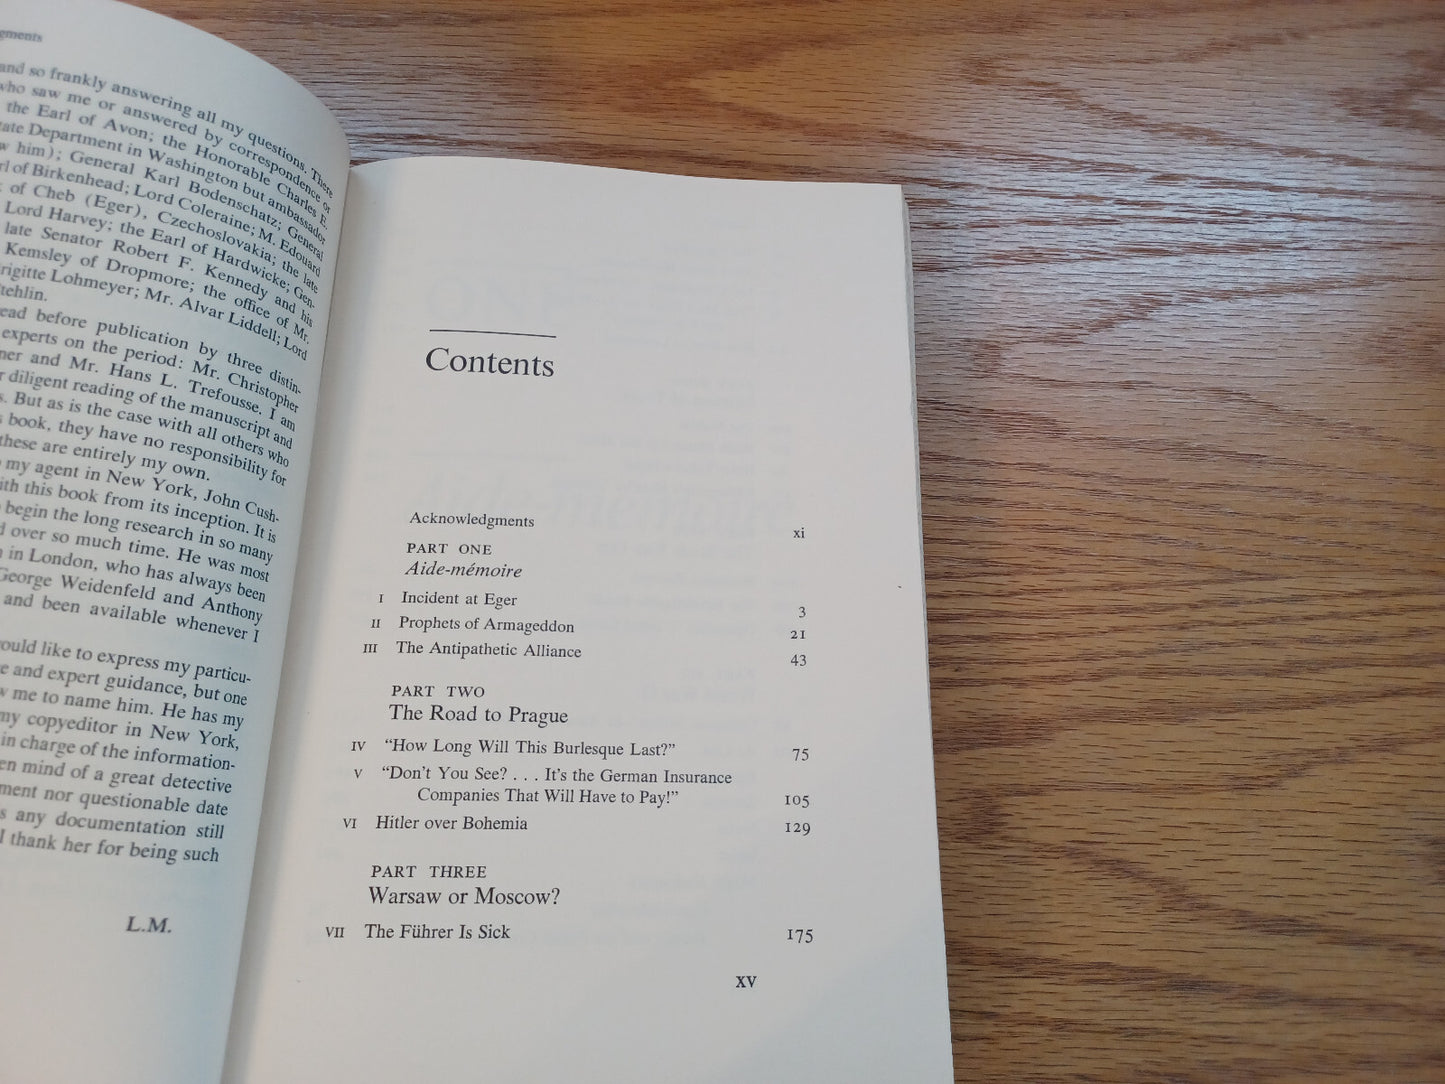 gments
and so frankly answering all my questions. There
who saw me or answered by correspondence or
the Earl of Avon; the Honorable Charles E.
tate Department in Washington but ambassador
w him); General Karl Bodenschatz; General
rl of Birkenhead; Lord Coleraine; M. Edouard
of Cheb (Eger), Czechoslovakia; the late
Lord Harvey; the Earl of Hardwicke; Gen-
late Senator Robert F. Kennedy and his
Kemsley of Dropmore; the office of Mr.
rigitte Lohmeyer; Mr. Alvar Liddell; Lord
tehlin.
ead before publication by three distin-
experts on the period: Mr. Christopher
ner and Mr. Hans L. Trefousse. I am
r diligent reading of the manuscript and
s. But as is the case with all others who
s book, they have no responsibility for
these are entirely my own.
o my agent in New York, John Cush-
ith this book from its inception. It is
begin the long research in so many
d over so much time. He was most
n in London, who has always been
George Weidenfeld and Anthony
and been available whenever I
ould like to express my particu-
e and expert guidance, but one
w me to name him. He has my
my copyeditor in New York,
in charge of the information-
en mind of a great detective
ment nor questionable date
s any documentation still
I thank her for being such
L.M.
Contents
Acknowledgments xi
PART ONE
Aide-mémoire
I Incident at Eger 3
II Prophets of Armageddon 21
III The Antipathetic Alliance 43
PART TWO
The Road to Prague
IV “How Long Will This Burlesque Last?” 75
V “Don't You See? . . . It's the German Insurance
Companies That Will Have to Pay!” 105
VI Hitler over Bohemia 129
PART THREE
Warsaw or Moscow?
VII The Führer Is Sick 175
XV